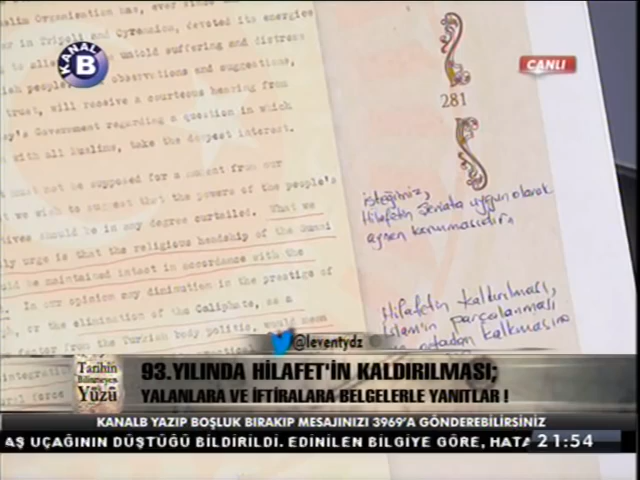 slim Organisation has, ever since
in Tripoli and Cyrenaica, devoted its energies
untold suffering and distress
observations and suggestions,
trust, will receive a courteous hearing from
Government regarding a question in which
with all Muslims, take the deepest interest.
must not be supposed for a moment from our
we wish to suggest that the powers of the people's
should be in any degree curtailed. What we
urge is that the religious headship of the Sunni
be maintained intact in accordance with the
In our opinion any diminution in the prestige of
or the elimination of the Caliphate, as a
factor from the Turkish body politic, would mean
KANAL B
CANLI
281
isteğimiz,
Hilafetin Şeriata uygun olarak
aynen korunmasıdır.
Hilafetin kaldırılması,
İslam'ın parçalanması
ortadan kalkmasına
@leventydz
Tarihin
Bilinmeyen
Yüzü
93.YILINDA HİLAFET'İN KALDIRILMASI;
YALANLARA VE İFTİRALARA BELGELERLE YANITLAR !
KANALB YAZIP BOŞLUK BIRAKIP MESAJINIZI 3969'A GÖNDEREBİLİRSİNİZ
AŞ UÇAĞININ DÜŞTÜĞÜ BİLDİRİLDİ. EDİNİLEN BİLGİYE GÖRE, HATA
21:54